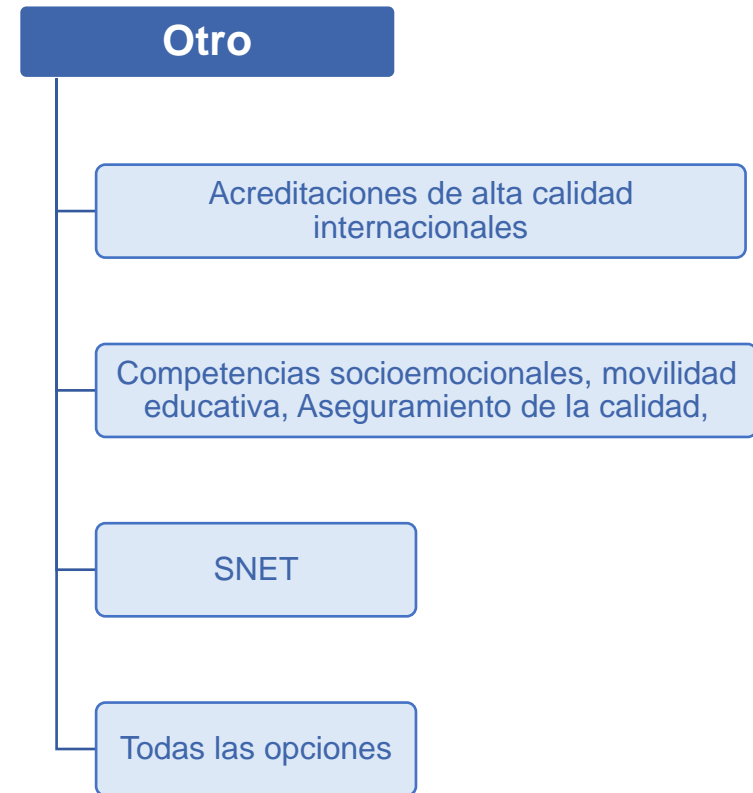 Otro
Acreditaciones de alta calidad
internacionales
Competencias socioemocionales, movilidad
educativa, Aseguramiento de la calidad,
SNET
Todas las opciones